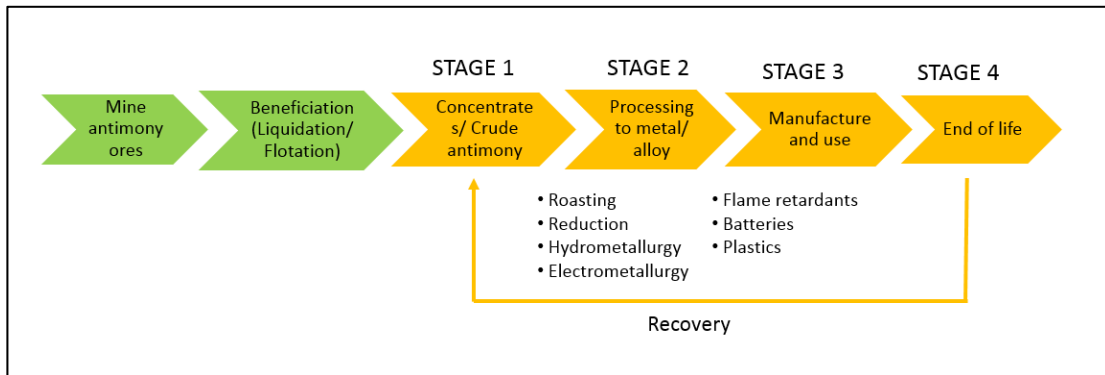 STAGE 1
STAGE 2
STAGE 3
STAGE 4
Mine
antimony
ores
Beneficiation
(Liquidation/
Flotation)
Concentrate
s/ Crude
antimony
Processing
to metal/
alloy
Manufacture
and use
End of life
• Roasting
• Reduction
• Hydrometallurgy
• Electrometallurgy
• Flame retardants
• Batteries
• Plastics
Recovery